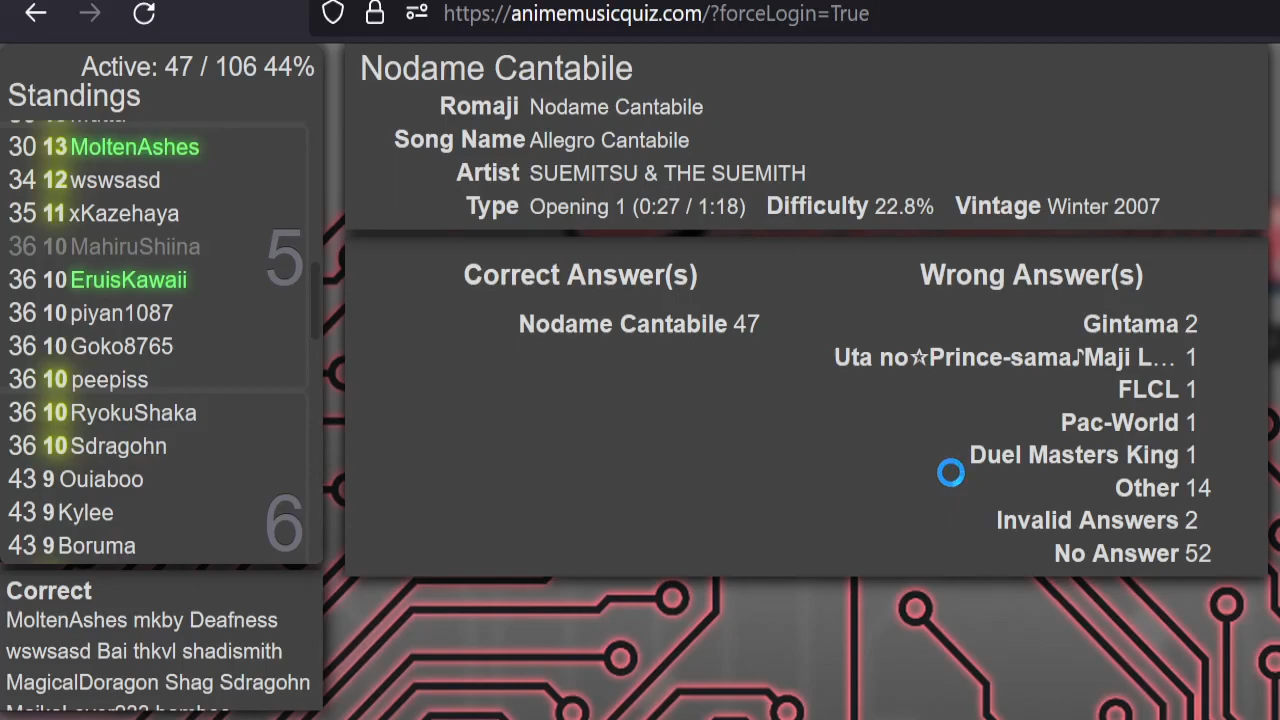 https://animemusicquiz.com/?forceLogin=True
Active: 47 / 106 44%
Standings
30 13 MoltenAshes
34 12 wswsasd
35 11 xKazehaya
36 10 MahiruShiina
5
36 10 EruisKawaii
36 10 piyan1087
36 10 Goko8765
36 10 peepiss
36 10 RyokuShaka
36 10 Sdragohn
43 9 Ouiaboo
43 9 Kylee
6
43 9 Boruma
Correct
MoltenAshes mkby Deafness
wswsasd Bai thkvl shadismith
MagicalDoragon Shag Sdragohn
Nodame Cantabile
Romaji Nodame Cantabile
Song Name Allegro Cantabile
Artist SUEMITSU & THE SUEMITH
Type Opening 1 (0:27 / 1:18) Difficulty 22.8% Vintage Winter 2007
Correct Answer(s)
Nodame Cantabile 47
Wrong Answer(s)
Gintama 2
Uta no☆Prince-sama♪Maji L... 1
FLCL 1
Pac-World 1
Duel Masters King 1
Other 14
Invalid Answers 2
No Answer 52